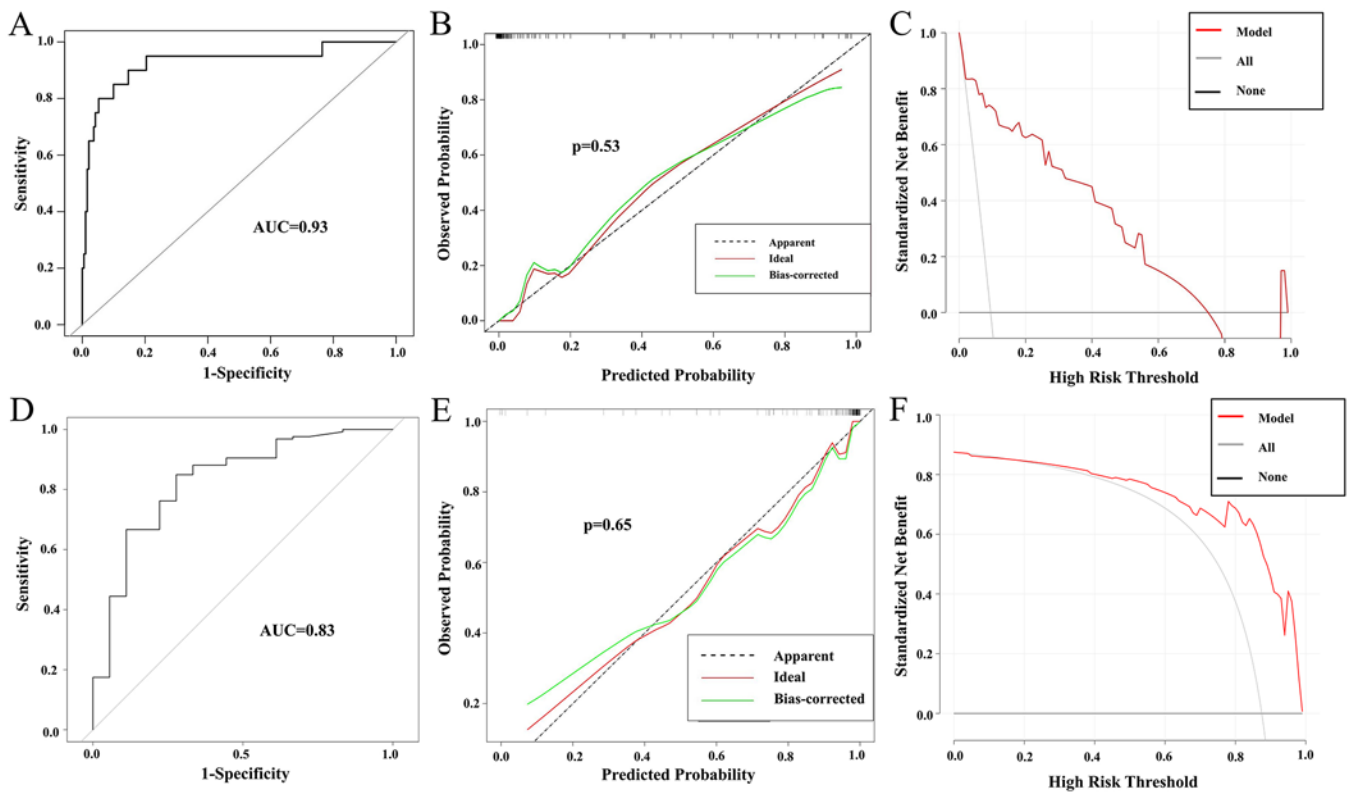 A
1.0
0.8
0.6
0.4
0.2
0.0
Sensitivity
AUC=0.93
0.0 0.2 0.4 0.6 0.8 1.0
1-Specificity
B
1.0
0.8
0.6
0.4
0.2
0.0
Observed Probability
p=0.53
Apparent
Ideal
Bias-corrected
0.0 0.2 0.4 0.6 0.8 1.0
Predicted Probability
C
1.0
0.8
0.6
0.4
0.2
0.0
Standardized Net Benefit
Model
All
None
0.0 0.2 0.4 0.6 0.8 1.0
High Risk Threshold
D
1.0
0.8
0.6
0.4
0.2
0.0
Sensitivity
AUC=0.83
0.0 0.5 1.0
1-Specificity
E
1.0
0.8
0.6
0.4
0.2
Observed Probability
p=0.65
Apparent
Ideal
Bias-corrected
0.0 0.2 0.4 0.6 0.8 1.0
Predicted Probability
F
1.0
0.8
0.6
0.4
0.2
0.0
Standardized Net Benefit
Model
All
None
0.0 0.2 0.4 0.6 0.8 1.0
High Risk Threshold